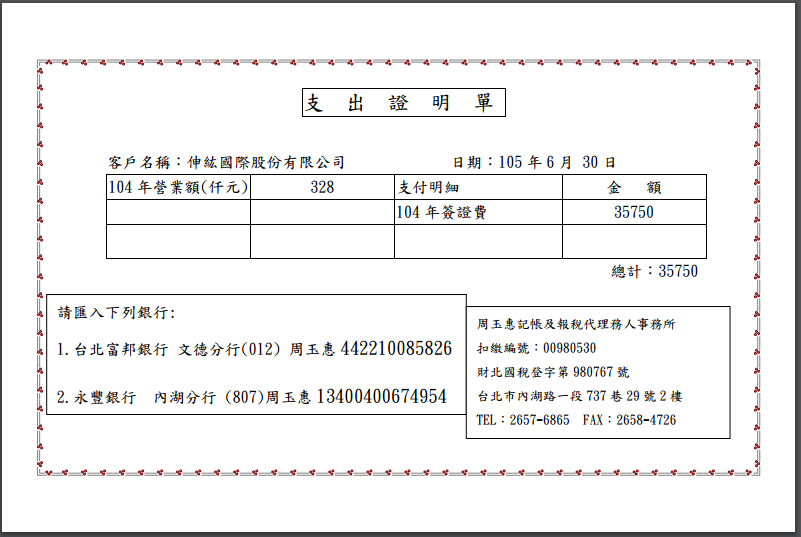 支 出 證 明 單
客戶名稱：伸紘國際股份有限公司 日期：105 年 6 月 30 日
104 年營業額(仟元) 328 支付明細 金 額
104 年簽證費 35750
總計：35750
請匯入下列銀行:
1.台北富邦銀行 文德分行(012) 周玉惠 442210085826
2.永豐銀行 內湖分行 (807)周玉惠 13400400674954
周玉惠記帳及報稅代理務人事務所
扣繳編號：00980530
財北國稅登字第 980767 號
台北市內湖路一段 737 巷 29 號 2 樓
TEL：2657-6865 FAX：2658-4726